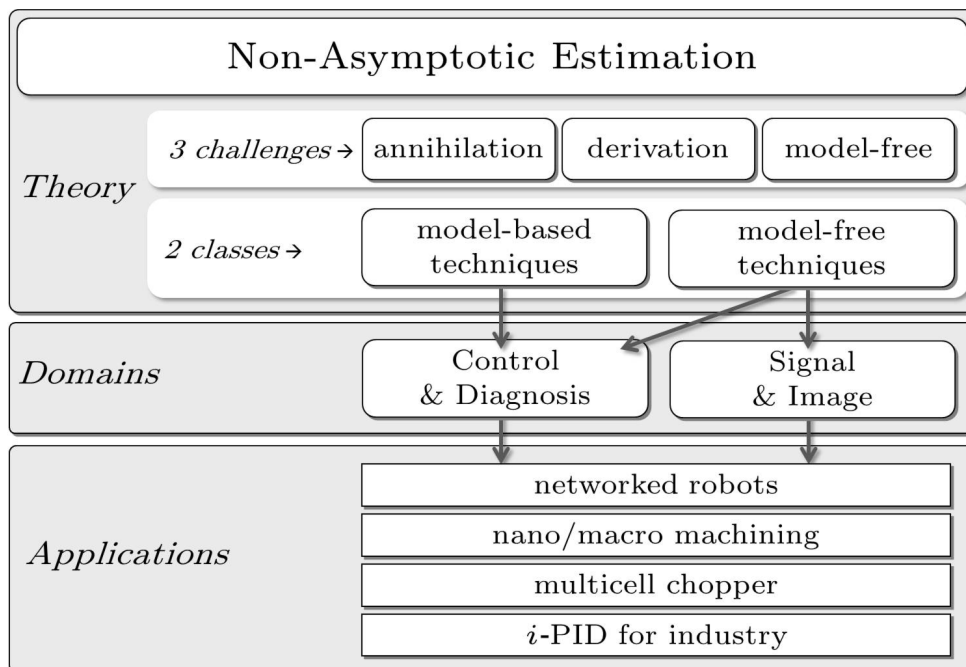 Non-Asymptotic Estimation
Theory
3 challenges → annihilation derivation model-free
2 classes →
model-based
techniques
model-free
techniques
Domains
Control
& Diagnosis
Signal
& Image
Applications
networked robots
nano/macro machining
multicell chopper
i-PID for industry